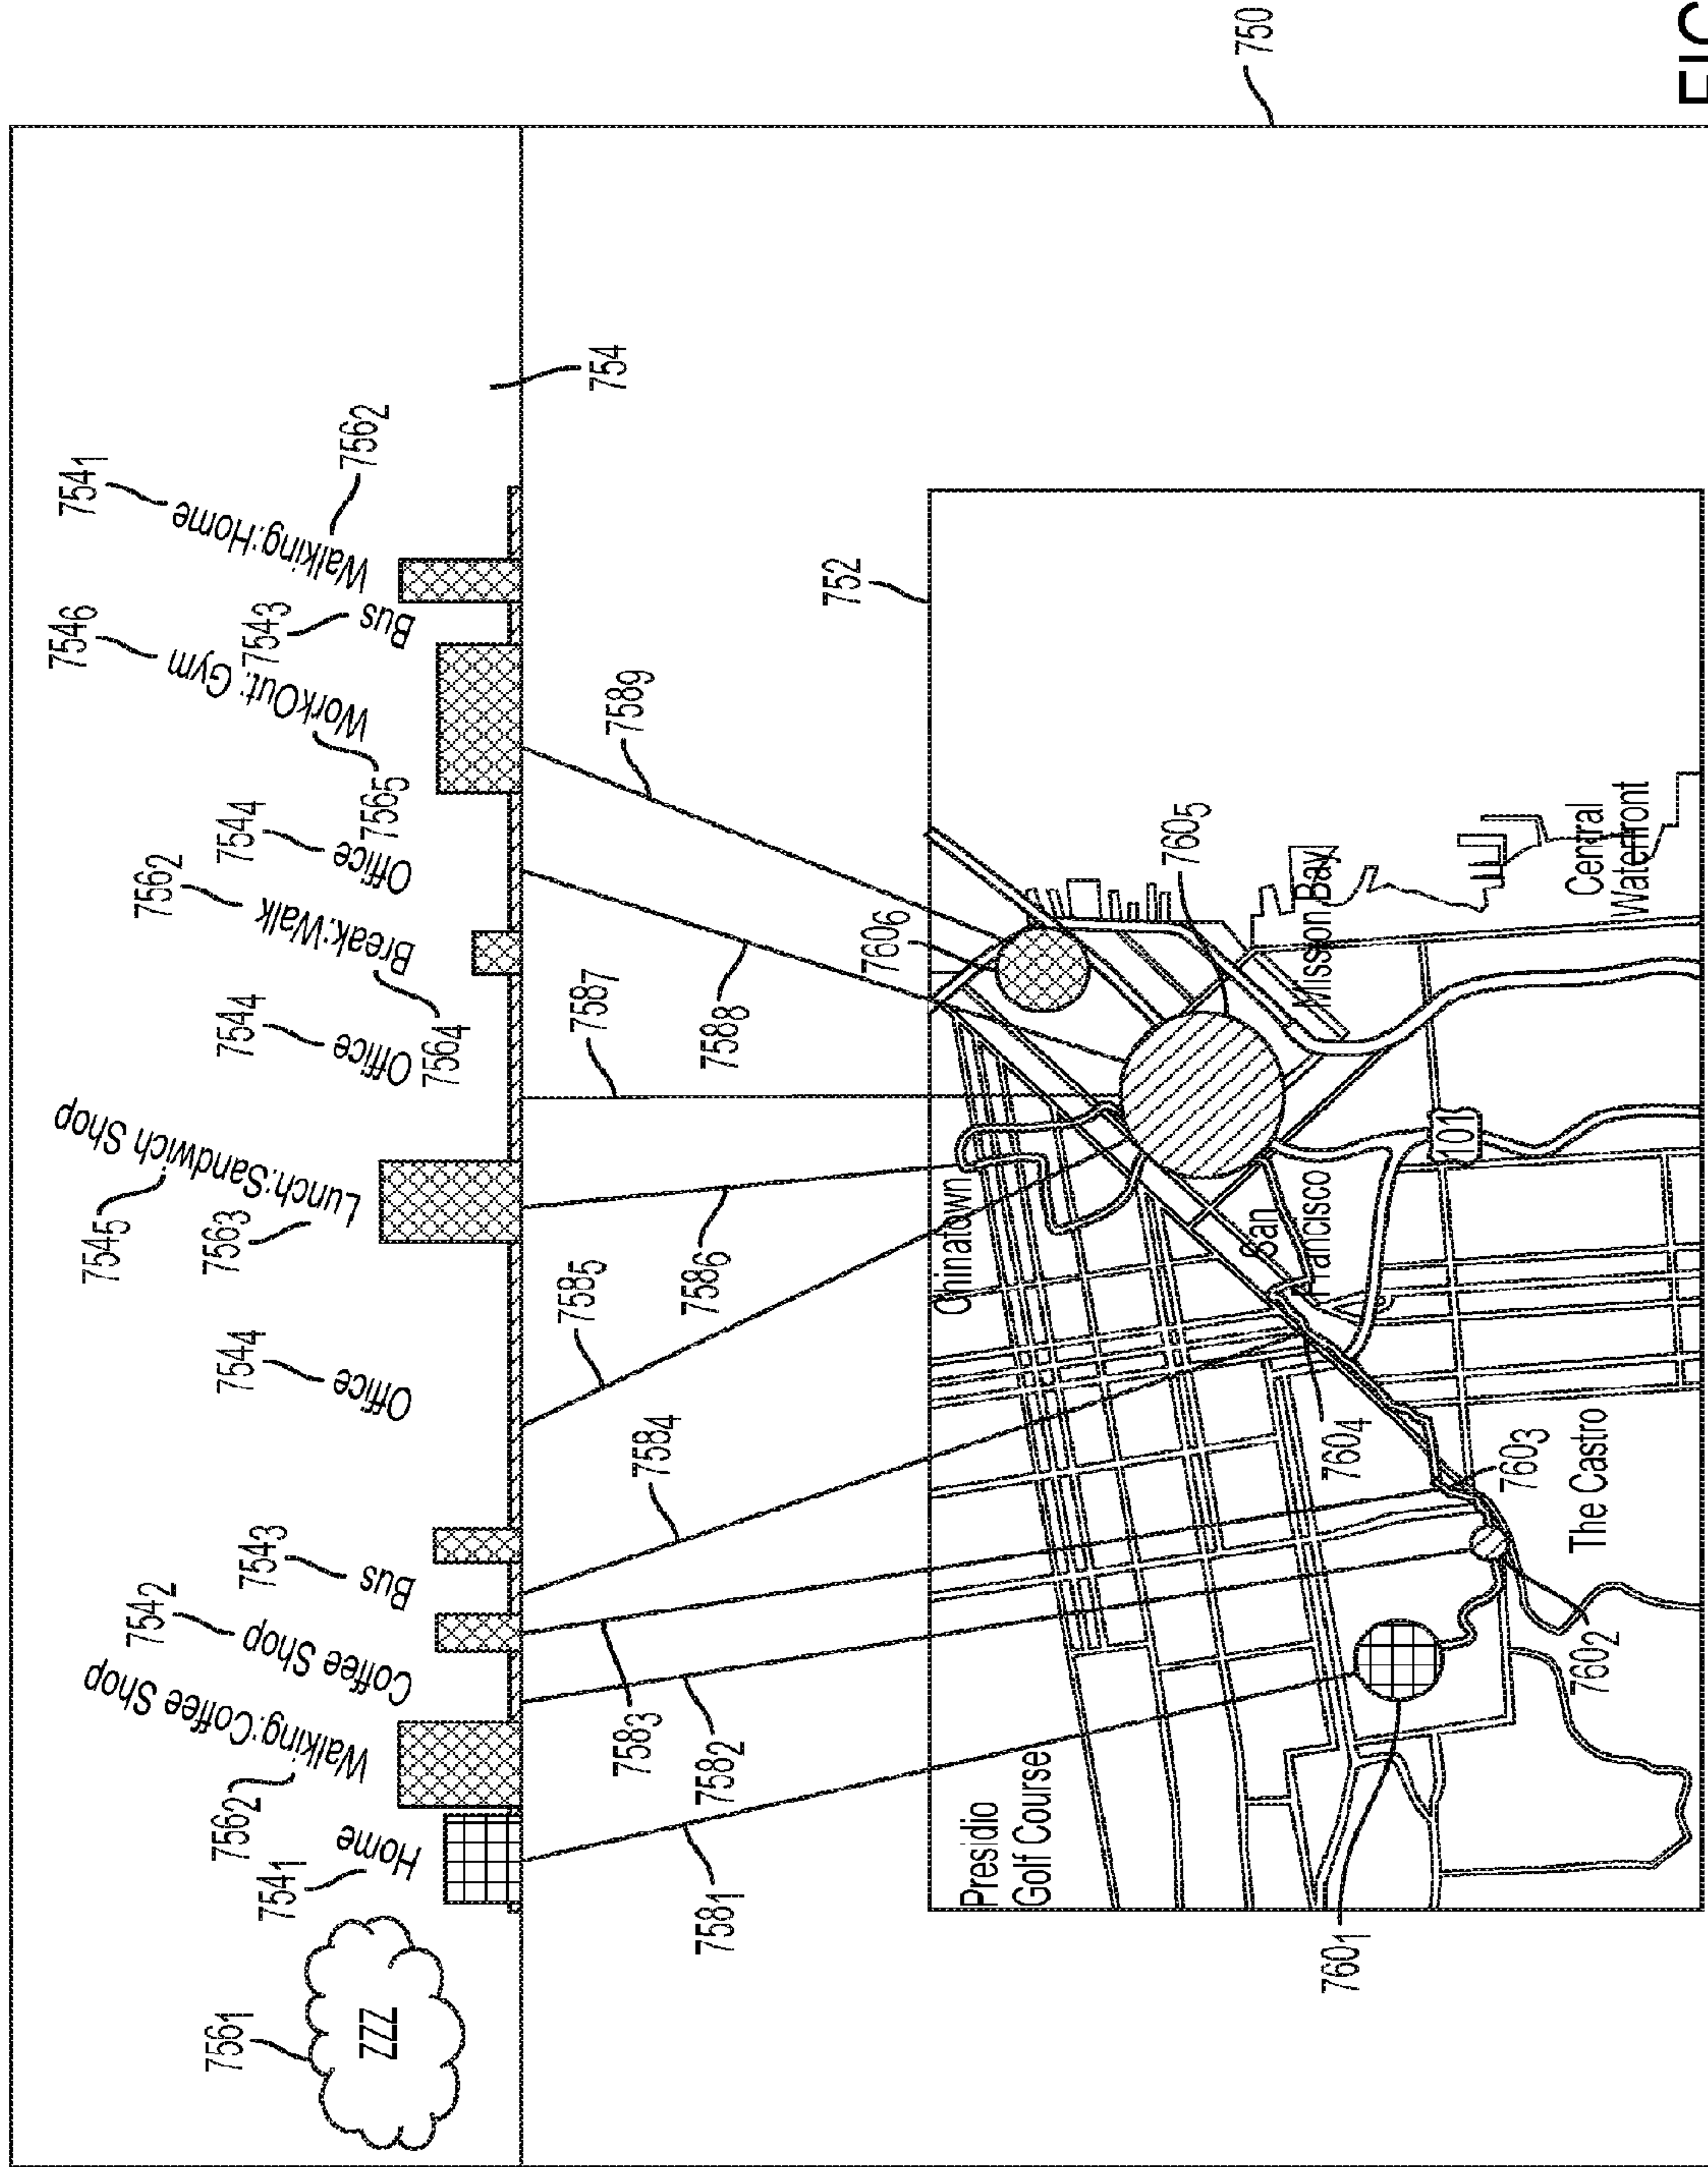 756₁
ZZZ
754₁
Home
756₂
Walking:Coffee Shop
754₂
Coffee Shop
754₃
Bus
754₄
Office
754₅
756₃
Lunch:Sandwich Shop
754₄
Office
756₄
756₂
Break:Walk
754₄
Office
756₅
754₆
WorkOut: Gym
754₃
Bus
754₁
Walking:Home
756₂
754
758₁
758₂
758₃
758₄
758₅
758₆
758₇
758₈
758₉
752
750
Presidio
Golf Course
Chinatown
760₆
760₅
San
Francisco
Mission Bay
101
Central
Waterfront
760₄
760₃
The Castro
760₂
760₁